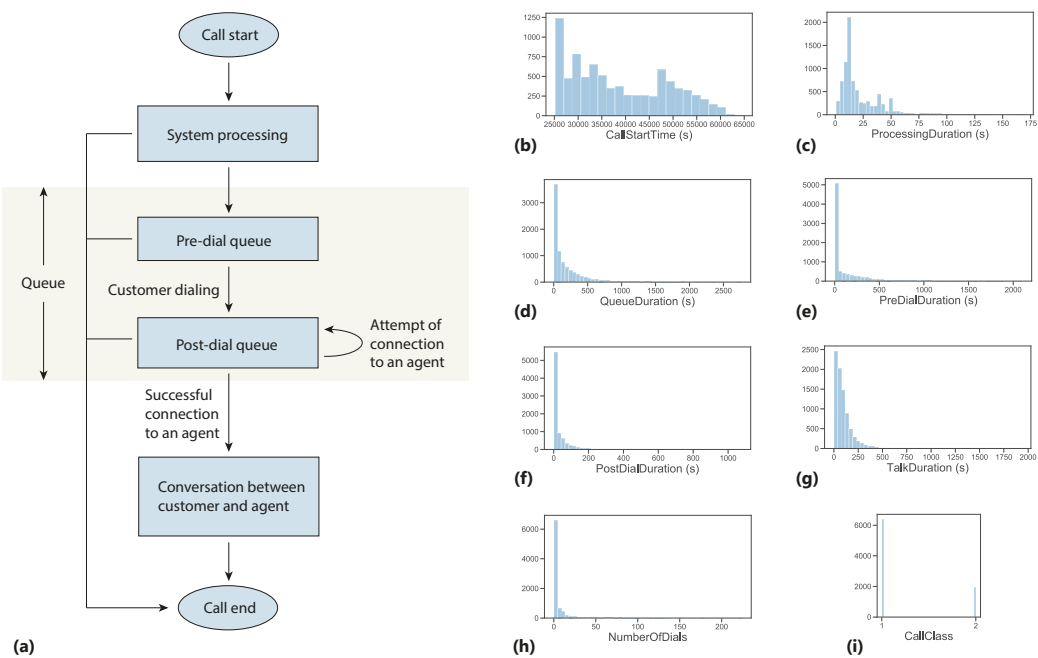 Call start
System processing
Pre-dial queue
Queue
Customer dialing
Post-dial queue
Attempt of
connection
to an agent
Successful
connection
to an agent
Conversation between
customer and agent
Call end
(a)
1250
1000
750
500
250
0
25000 30000 35000 40000 45000 50000 55000 60000 65000
CallStartTime (s)
(b)
2000
1500
1000
500
0
0 25 50 75 100 125 150 175
ProcessingDuration (s)
(c)
4000
3000
2000
1000
0
0 500 1000 1500 2000 2500
QueueDuration (s)
(d)
5000
4000
3000
2000
1000
0
0 500 1000 1500 2000
PreDialDuration (s)
(e)
5000
4000
3000
2000
1000
0
0 200 400 600 800 1000
PostDialDuration (s)
(f)
2500
2000
1500
1000
500
0
0 250 500 750 1000 1250 1500 1750 2000
TalkDuration (s)
(g)
6000
4000
2000
0
0 50 100 150 200
NumberOfDials
(h)
6000
4000
2000
0
1 2
CallClass
(i)